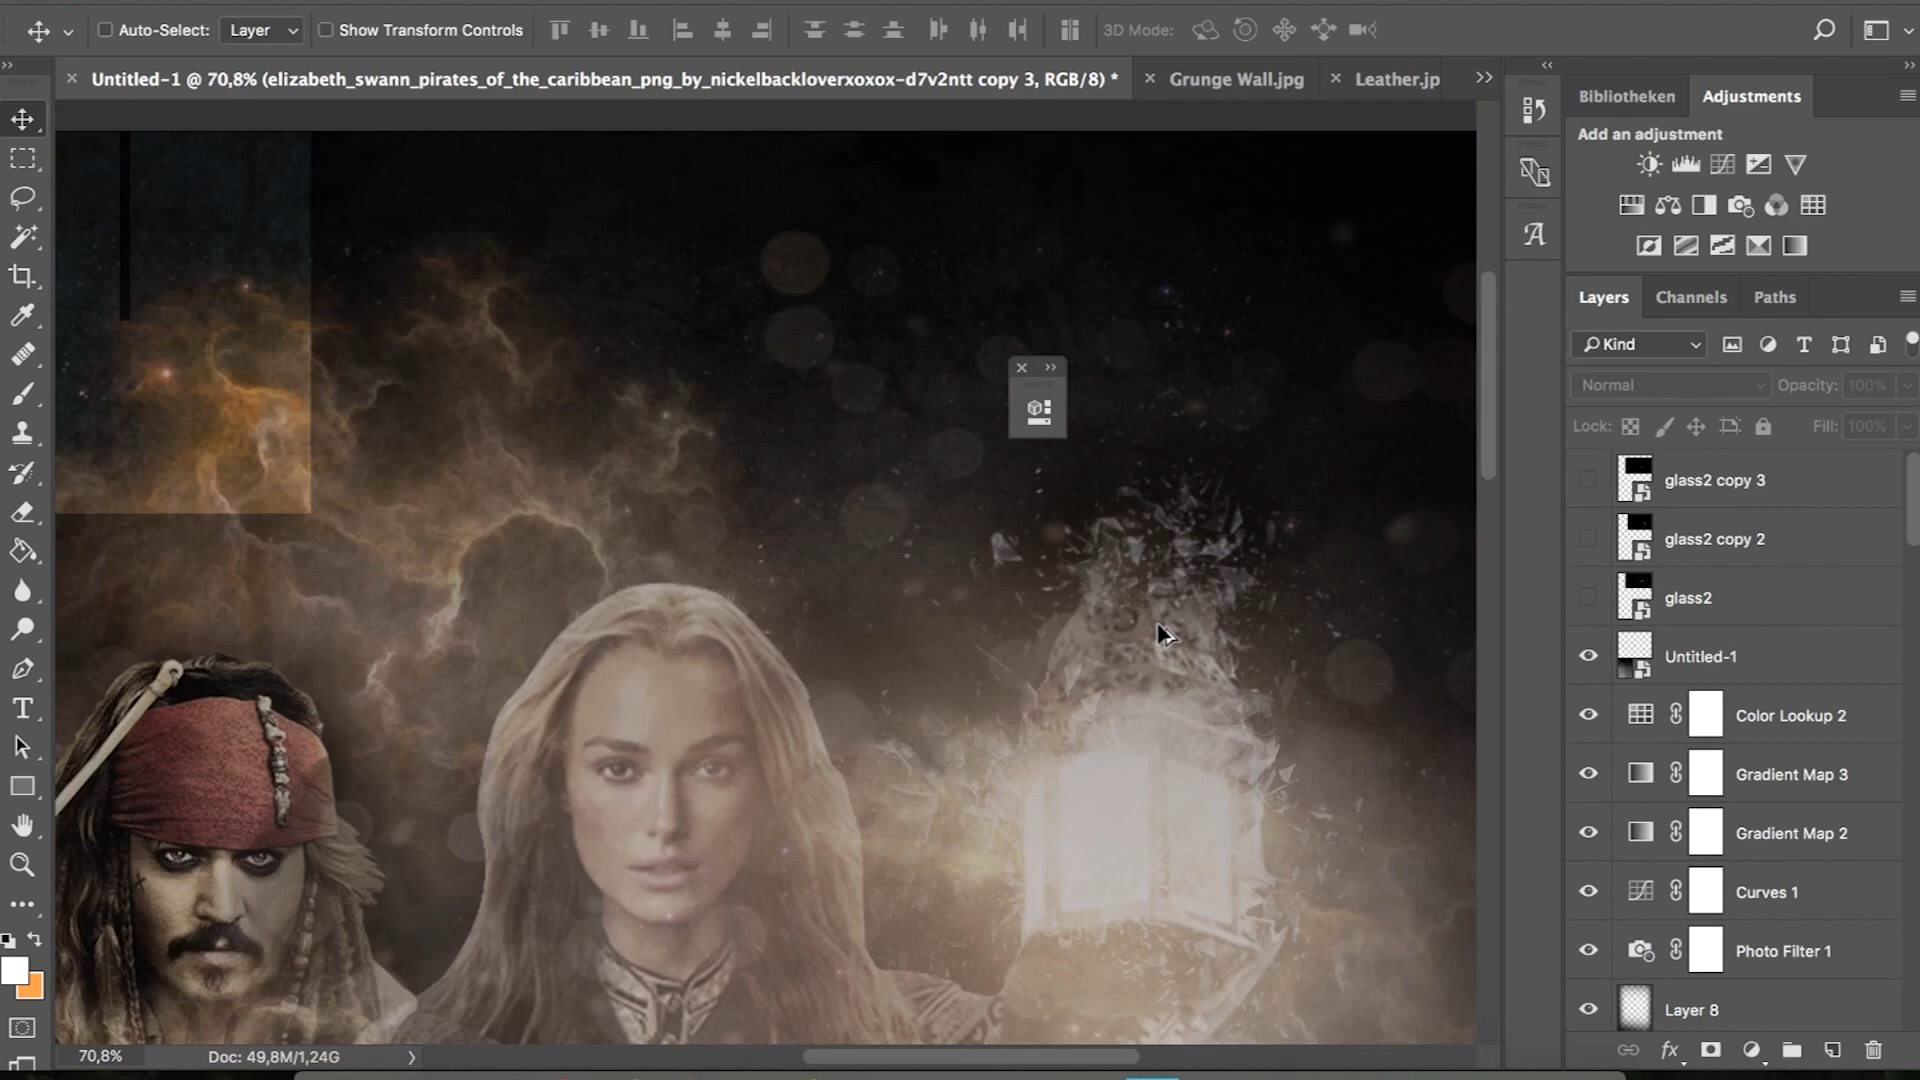 Auto-Select: Layer Show Transform Controls 3D Mode:
Untitled-1 @ 70,8% (elizabeth_swann_pirates_of_the_caribbean_png_by_nickelbackloverxoxox-d7v2ntt copy 3, RGB/8) * Grunge Wall.jpg Leather.jp
Bibliotheken Adjustments
Add an adjustment
Layers Channels Paths
Kind
Normal Opacity: 100%
Lock: Fill: 100%
glass2 copy 3
glass2 copy 2
glass2
Untitled-1
Color Lookup 2
Gradient Map 3
Gradient Map 2
Curves 1
Photo Filter 1
Layer 8
70,8% Doc: 49,8M/1,24G